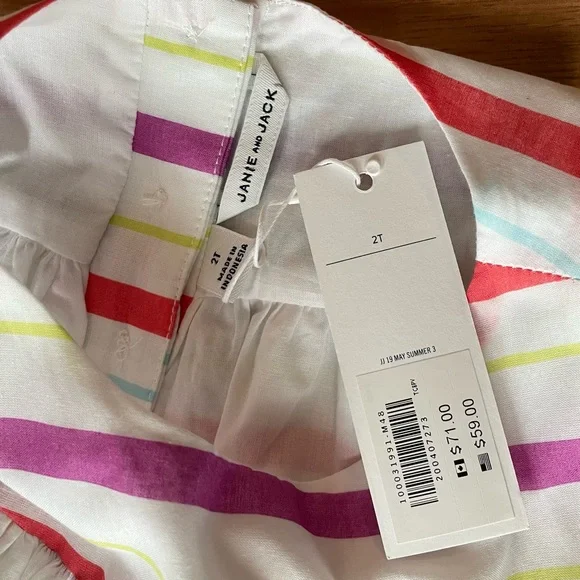 JANIE AND JACK
2T
MADE IN
INDONESIA
2T
JJ 19 MAY SUMMER 3
TCBPV
100031991-M48
200407273
$71.00
$59.00